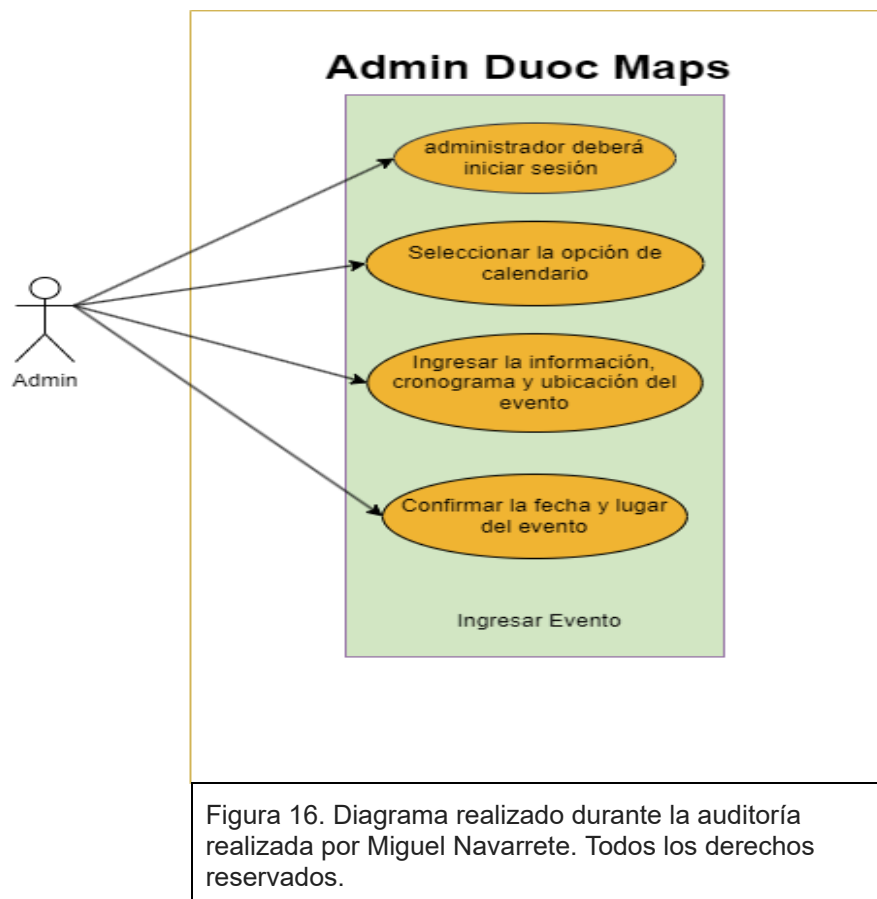 Admin Duoc Maps
administrador deberá
iniciar sesión
Seleccionar la opción de
calendario
Ingresar la información,
cronograma y ubicación del
evento
Admin
Confirmar la fecha y lugar
del evento
Ingresar Evento
Figura 16. Diagrama realizado durante la auditoría
realizada por Miguel Navarrete. Todos los derechos
reservados.